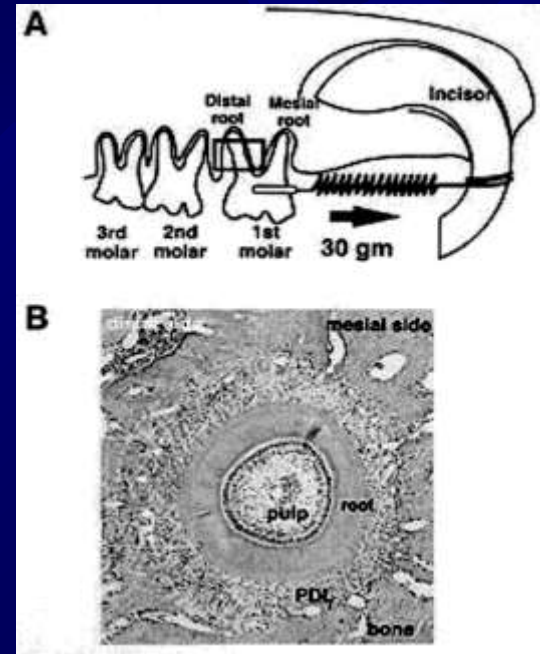 A
Incisor
Distal root
Mesial root
3rd molar
2nd molar
1st molar
30 gm
B
mesial side
pulp
root
PDL
bone